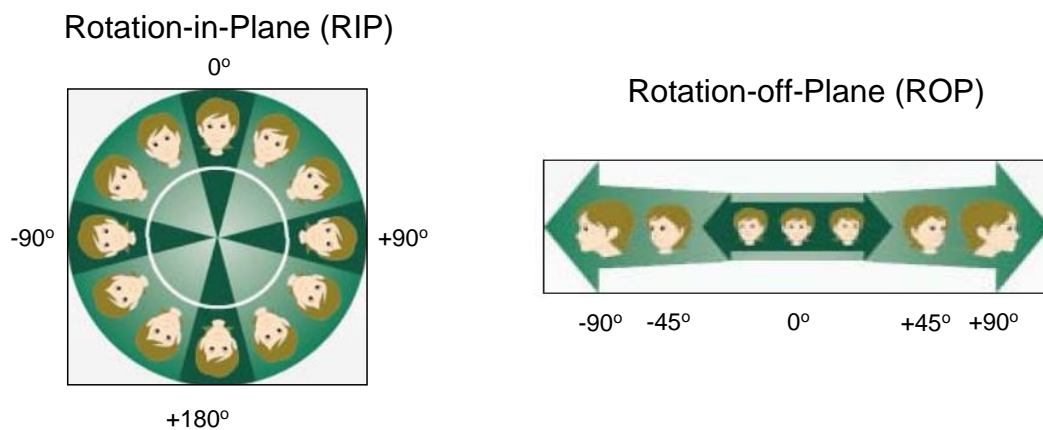 Rotation-in-Plane (RIP)
0º
-90º
+90º
+180º
Rotation-off-Plane (ROP)
-90º
-45º
0º
+45º
+90º